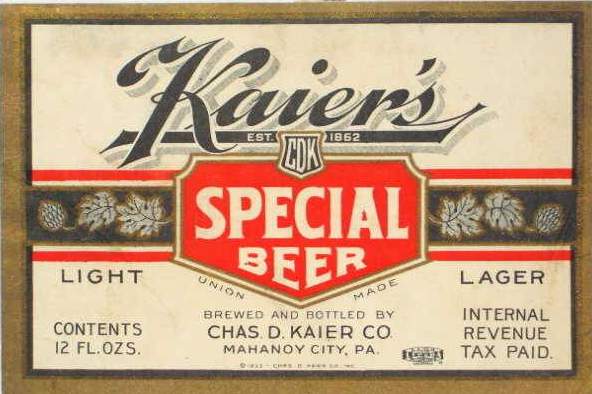 Kaier's
EST. 1862
CDK
SPECIAL
BEER
LIGHT
LAGER
UNION MADE
CONTENTS
12 FL. OZS.
BREWED AND BOTTLED BY
CHAS. D. KAIER CO.
MAHANOY CITY, PA.
INTERNAL
REVENUE
TAX PAID.